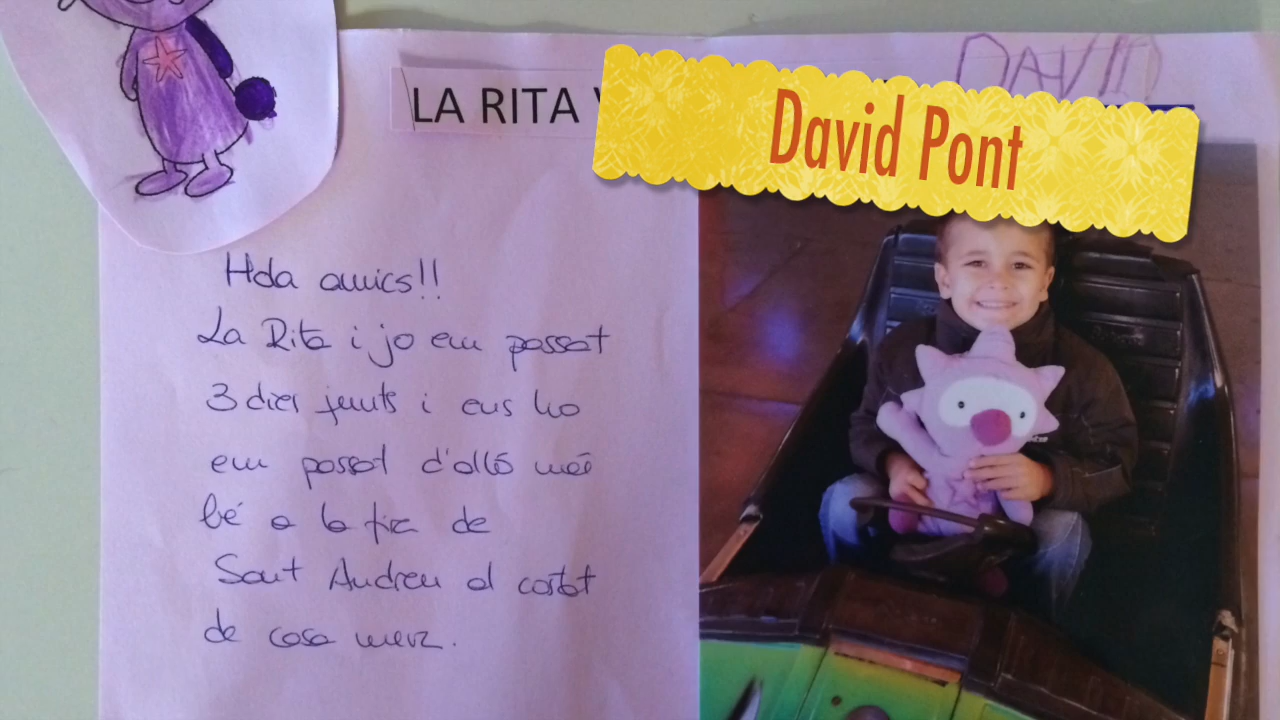 DAVID
LA RITA
David Pont
Hola amics!!
La Rita i jo em passat
3 dies junts i ens ho
em passat d'alló més
bé a la fira de
Sant Andreu al costat
de casa meva.